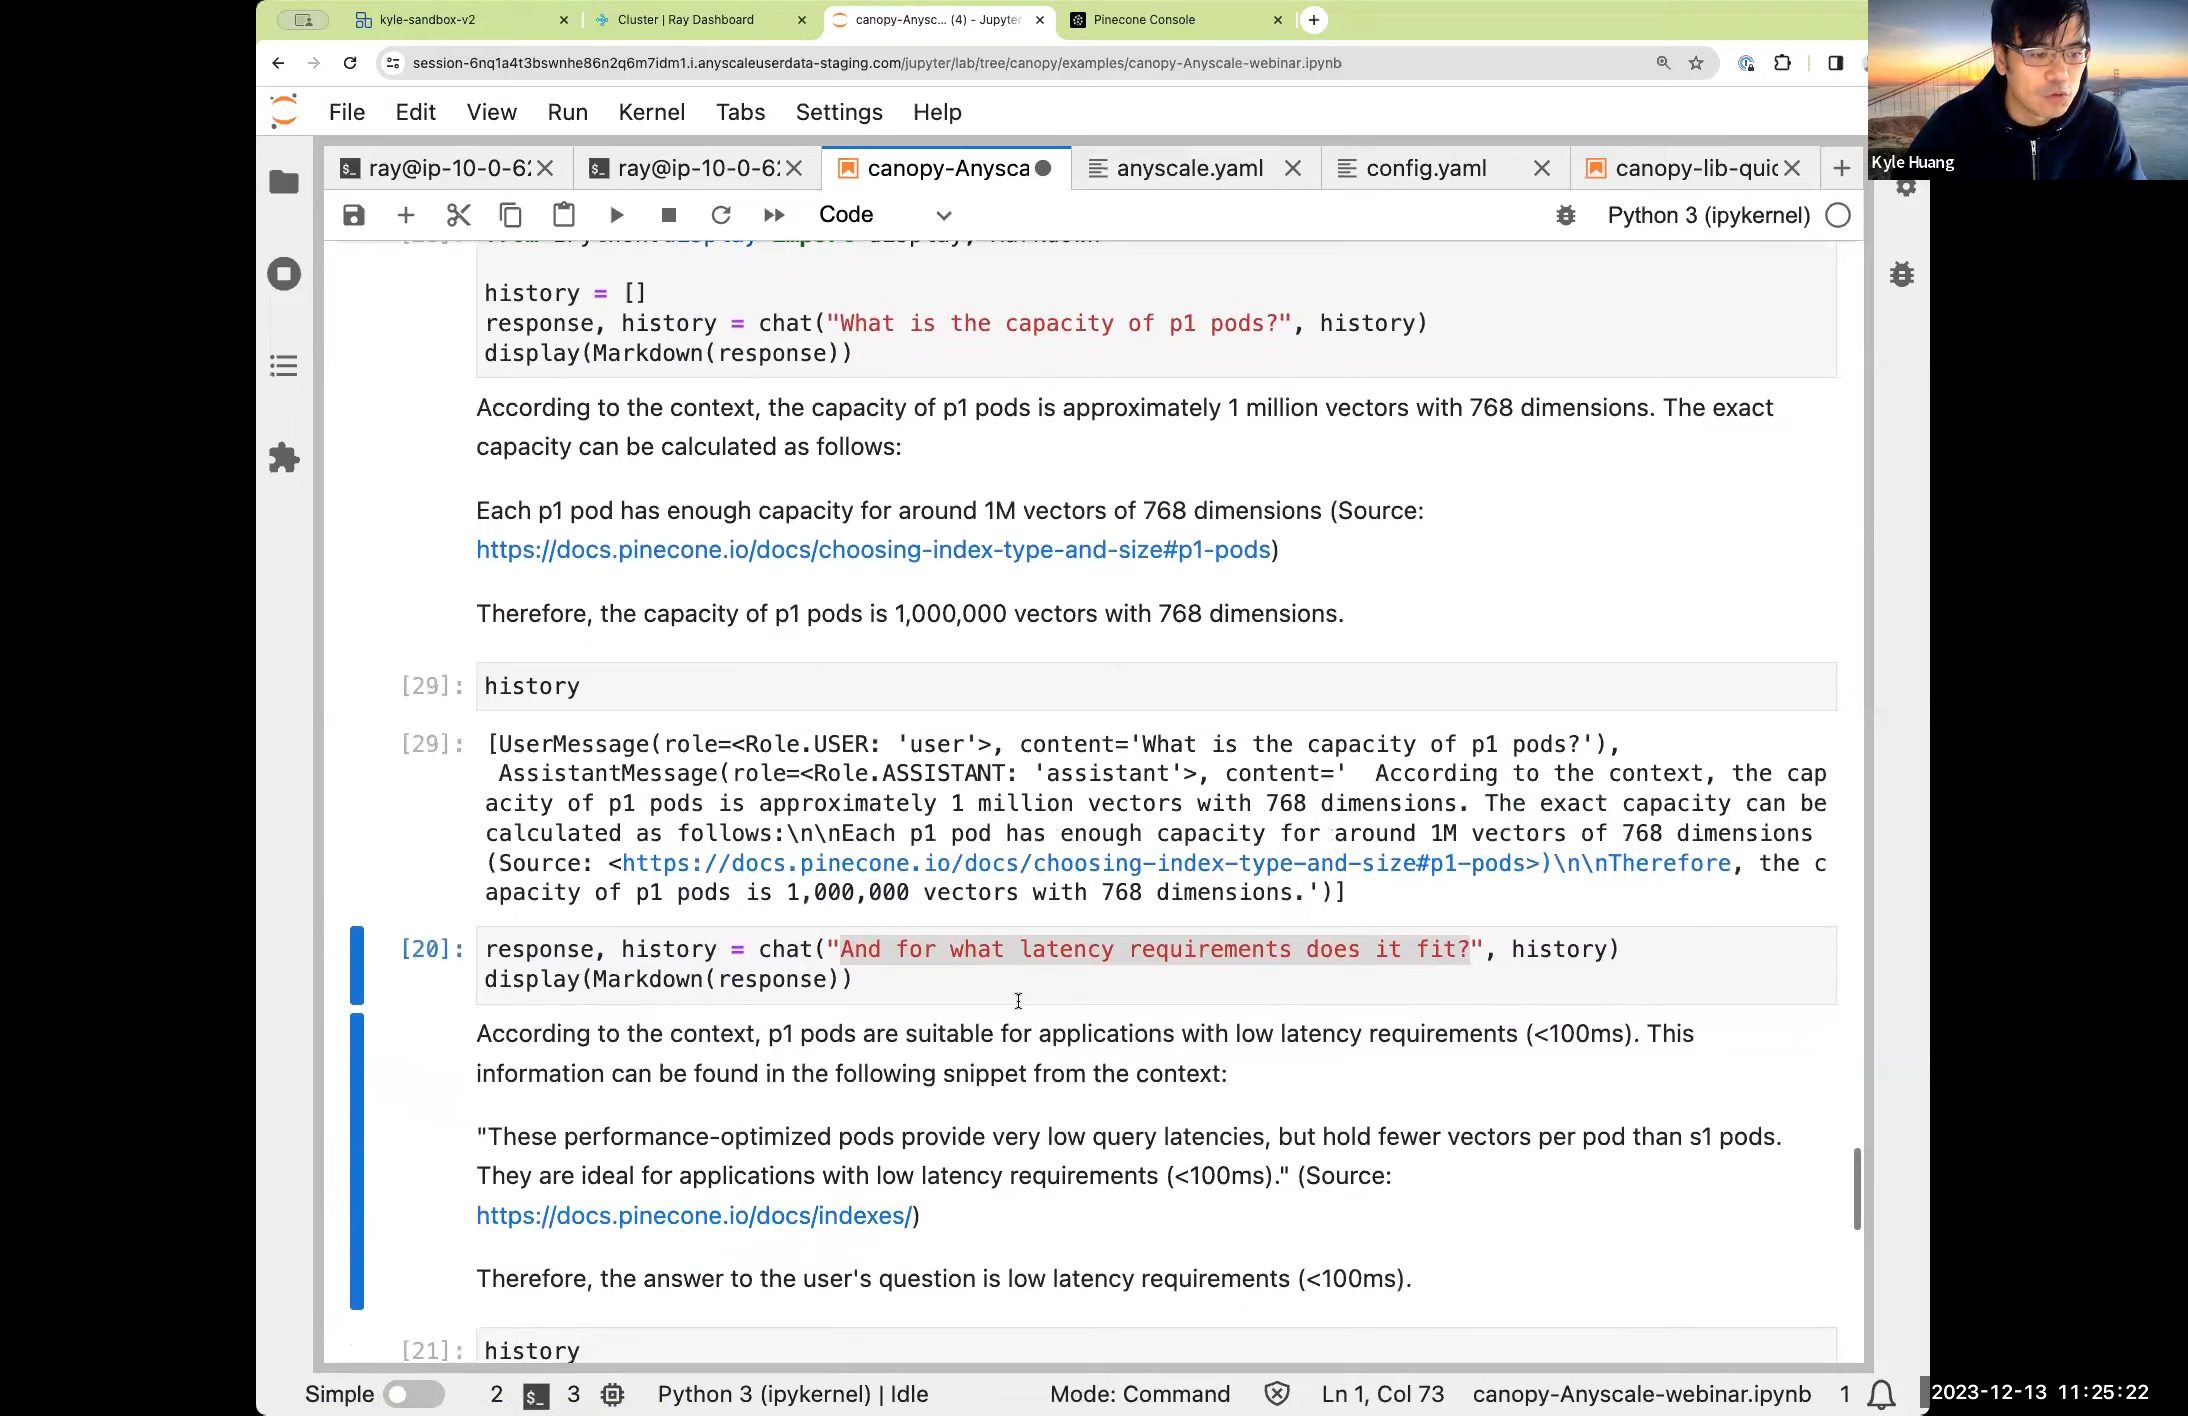 kyle-sandbox-v2
Cluster | Ray Dashboard
canopy-Anysc... (4) - Jupyter
Pinecone Console
session-6nq1a4t3bswnhe86n2q6m7idm1.i.anyscaleuserdata-staging.com/jupyter/lab/tree/canopy/examples/canopy-Anyscale-webinar.ipynb
File Edit View Run Kernel Tabs Settings Help
Kyle Huang
ray@ip-10-0-6
ray@ip-10-0-6
canopy-Anysca
anyscale.yaml
config.yaml
canopy-lib-quic
Code
Python 3 (ipykernel)
history = []
response, history = chat("What is the capacity of p1 pods?", history)
display(Markdown(response))
According to the context, the capacity of p1 pods is approximately 1 million vectors with 768 dimensions. The exact
capacity can be calculated as follows:
Each p1 pod has enough capacity for around 1M vectors of 768 dimensions (Source:
https://docs.pinecone.io/docs/choosing-index-type-and-size#p1-pods)
Therefore, the capacity of p1 pods is 1,000,000 vectors with 768 dimensions.
[29]: history
[29]: [UserMessage(role=<Role.USER: 'user'>, content='What is the capacity of p1 pods?'),
AssistantMessage(role=<Role.ASSISTANT: 'assistant'>, content='  According to the context, the cap
acity of p1 pods is approximately 1 million vectors with 768 dimensions. The exact capacity can be
calculated as follows:\n\nEach p1 pod has enough capacity for around 1M vectors of 768 dimensions
(Source: <https://docs.pinecone.io/docs/choosing-index-type-and-size#p1-pods>)\n\nTherefore, the c
apacity of p1 pods is 1,000,000 vectors with 768 dimensions.')]
[20]: response, history = chat("And for what latency requirements does it fit?", history)
display(Markdown(response))
According to the context, p1 pods are suitable for applications with low latency requirements (<100ms). This
information can be found in the following snippet from the context:
"These performance-optimized pods provide very low query latencies, but hold fewer vectors per pod than s1 pods.
They are ideal for applications with low latency requirements (<100ms)." (Source:
https://docs.pinecone.io/docs/indexes/)
Therefore, the answer to the user's question is low latency requirements (<100ms).
[21]: history
Simple 2 $_ 3 Python 3 (ipykernel) | Idle Mode: Command Ln 1, Col 73 canopy-Anyscale-webinar.ipynb 1
2023-12-13 11:25:22